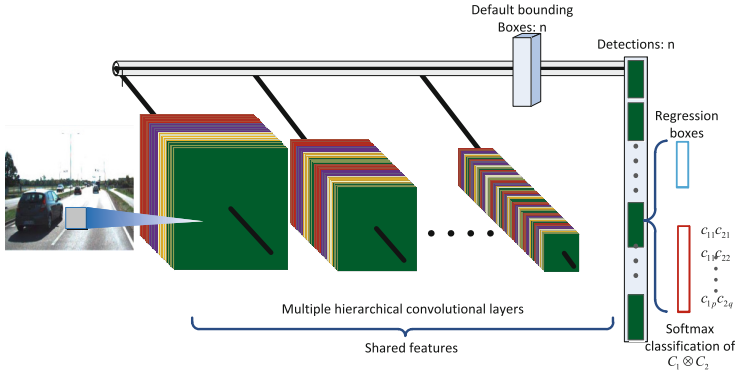 Default bounding
Boxes: n
Detections: n
Regression
boxes
c₁₁c₂₁
c₁₁c₂₂
c₁ₚc₂q
Multiple hierarchical convolutional layers
Shared features
Softmax
classification of
C₁ ⊗ C₂